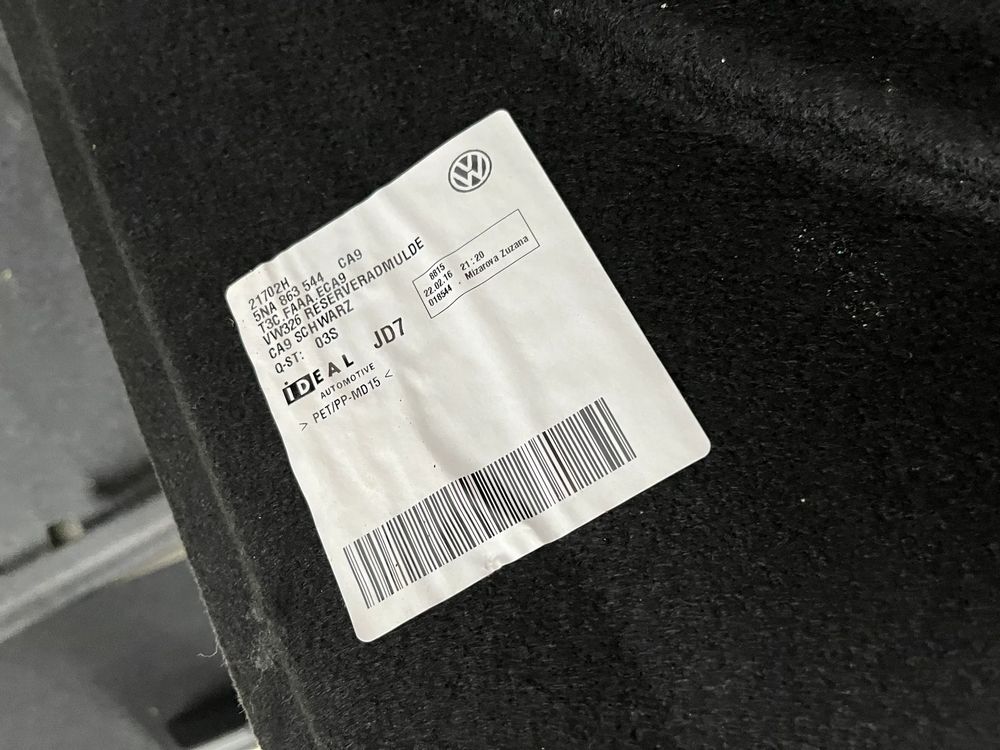 21702H
5NA 863 544 CA9
T3C.FAAA.ECA9
VW326 RESERVERADMULDE
CA9 SCHWARZ
Q-ST: 03S
JD7
IDEAL
AUTOMOTIVE
> PET/PP-MD15 <
8815
22.02.16 21:20
018544 . Mizarova Zuzana